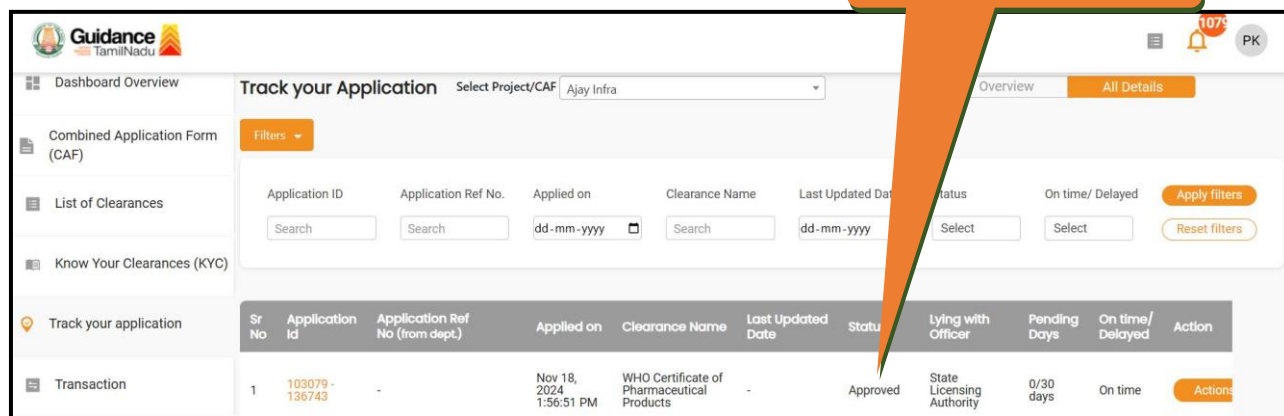 Guidance
TamilNadu
1079
PK
Dashboard Overview
Track your Application
Select Project/CAF
Ajay Infra
Overview
All Details
Combined Application Form
(CAF)
Filters
List of Clearances
Application ID
Application Ref No.
Applied on
Clearance Name
Last Updated
On time/ Delayed
Apply filters
Search
Search
dd-mm-yyyy
Search
dd-mm-yyyy
Select
Select
Reset filters
Know Your Clearances (KYC)
Track your application
Sr
No
Application
Id
Application Ref
No (from dept.)
Applied on
Clearance Name
Last Updated
Date
Statu
Lying with
Officer
Pending
Days
On time/
Delayed
Action
Transaction
1
103079 -
136743
-
Nov 18,
2024
1:56:51 PM
WHO Certificate of
Pharmaceutical
Products
-
Approved
State
Licensing
Authority
0/30
days
On time
Actions